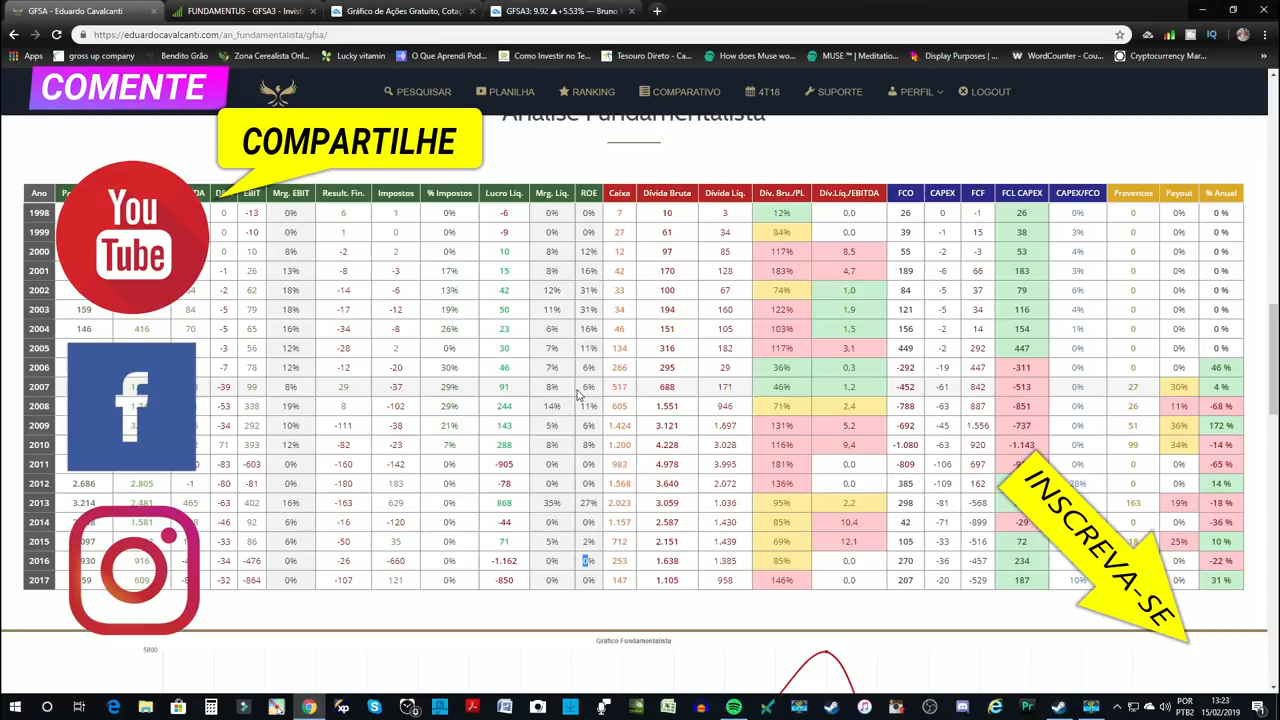 GFSA - Eduardo Cavalcanti
FUNDAMENTUS - GFSA3 - Invist
Gráfico de Ações Gratuito, Cotaç
GFSA3: 9.92 ▲+5.53% — Bruno
https://eduardocavalcanti.com/an_fundamentalista/gfsa/
Apps
gross up company
Bendito Grão
Zona Cerealista Onl...
Lucky vitamin
O Que Aprendi Pod...
Como Investir no Te...
Tesouro Direto - Ca...
How does Muse wo...
MUSE ™ | Meditatio...
Display Purposes | ...
WordCounter - Cou...
Cryptocurrency Mar...
COMENTE
PESQUISAR
PLANILHA
RANKING
COMPARATIVO
4T18
SUPORTE
PERFIL
LOGOUT
COMPARTILHE
Análise Fundamentalista
Ano EBIT Mrg. EBIT Result. Fin. Impostos % Impostos Lucro Líq. Mrg. Líq. ROE Caixa Dívida Bruta Dívida Líq. Dív. Bru./PL Dív.Líq./EBITDA FCO CAPEX FCF FCL CAPEX CAPEX/FCO Proventos Payout % Anual
1998 0 -13 0% 6 1 0% -6 0% 0% 7 10 3 12% 0,0 26 0 -1 26 0% 0 0% 0 %
1999 0 -10 0% 1 0 0% -9 0% 0% 27 61 34 84% 0,0 39 -1 15 38 3% 0 0% 0 %
2000 0 10 8% -2 2 0% 10 8% 12% 12 97 85 117% 8,5 55 -2 -3 53 4% 0 0% 0 %
2001 -1 26 13% -8 -3 17% 15 8% 16% 42 170 128 183% 4,7 189 -6 66 183 3% 0 0% 0 %
2002 -2 62 18% -14 -6 13% 42 12% 31% 33 100 67 74% 1,0 84 -5 37 79 6% 0 0% 0 %
2003 159 84 -5 79 18% -17 -12 19% 50 11% 31% 34 194 160 122% 1,9 121 -5 34 116 4% 0 0% 0 %
2004 146 416 70 -5 65 16% -34 -8 26% 23 6% 16% 46 151 105 103% 1,5 156 -2 14 154 1% 0 0% 0 %
2005 -3 56 12% -28 2 0% 30 7% 11% 134 316 182 117% 3,1 449 -2 292 447 0% 0 0% 0 %
2006 -7 78 12% -12 -20 30% 46 7% 6% 266 295 29 36% 0,3 -292 -19 447 -311 0% 0 0% 46 %
2007 -39 99 8% 29 -37 29% 91 8% 6% 517 688 171 46% 1,2 -452 -61 842 -513 0% 27 30% 4 %
2008 -53 338 19% 8 -102 29% 244 14% 11% 605 1.551 946 71% 2,4 -788 -63 887 -851 0% 26 11% -68 %
2009 -34 292 10% -111 -38 21% 143 5% 6% 1.424 3.121 1.697 131% 5,2 -692 -45 1.556 -737 0% 51 36% 172 %
2010 71 393 12% -82 -23 7% 288 8% 8% 1.200 4.228 3.028 116% 9,4 -1.080 -63 920 -1.143 0% 99 34% -14 %
2011 -83 -603 0% -160 -142 0% -905 0% 0% 983 4.978 3.995 181% 0,0 -809 -106 697 0% 0 0% -65 %
2012 2.686 2.805 -1 -80 -81 0% -180 183 0% -78 0% 0% 1.568 3.640 2.072 136% 0,0 385 -109 162 28% 0 0% 14 %
2013 3.214 2.481 465 -63 402 16% -163 629 0% 868 35% 27% 2.023 3.059 1.036 95% 2,2 298 -81 -568 163 19% -18 %
2014 1.581 -46 92 6% -16 -120 0% -44 0% 0% 1.157 2.587 1.430 84% 10,4 42 -71 -899 -29 0 0% -36 %
2015 -33 86 6% -50 35 0% 71 5% 2% 712 2.151 1.439 69% 12,1 105 -33 -516 72 25% 10 %
2016 916 -34 -476 0% -26 -660 0% -1.162 0% 0% 253 1.638 1.385 85% 0,0 270 -36 -457 234 0% -22 %
2017 609 -32 -864 0% -107 121 0% -850 0% 0% 147 1.105 958 146% 0,0 207 -20 -529 187 10% 0% 31 %
You
Tube
f
INSCREVA-SE
Gráfico Fundamentalista
5000
POR
PTB2
13:23
15/02/2019